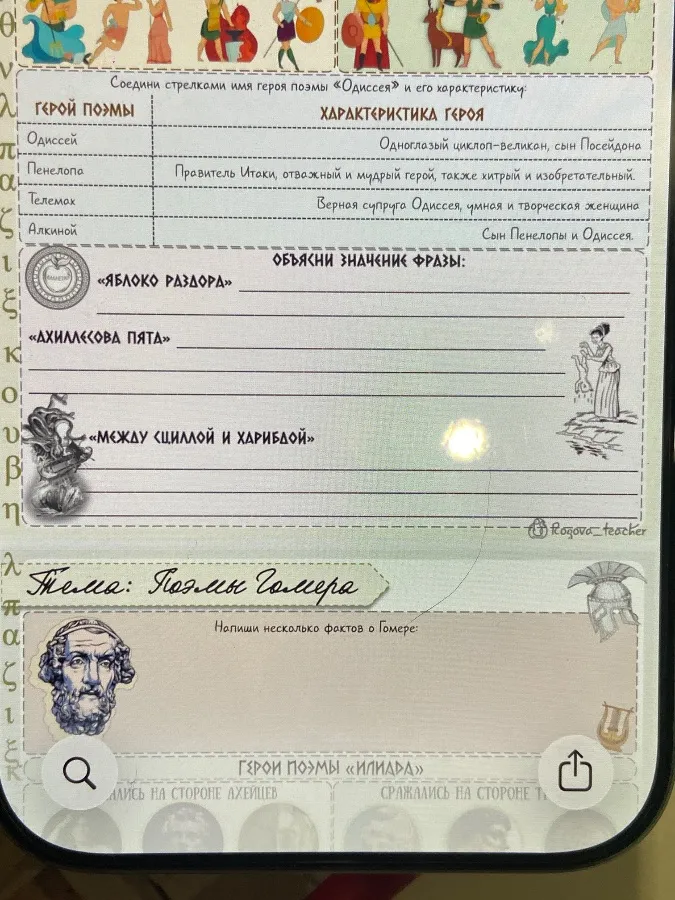 Соедини стрелками имя героя поэмы «Одиссея» и его характеристику:
ГЕРОЙ ПОЭМЫ
ХАРАКТЕРИСТИКА ГЕРОЯ
Одиссей
Одноглазый циклоп-великан, сын Посейдона
Пенелопа
Правитель Итаки, отважный и мудрый герой, также хитрый и изобретательный.
Телемах
Верная супруга Одиссея, умная и творческая женщина
Алкиной
Сын Пенелопы и Одиссея.
ОБЪЯСНИ ЗНАЧЕНИЕ ФРАЗЫ:
«ЯБЛОКО РАЗДОРА»
«АХИЛЛЕСОВА ПЯТА»
«МЕЖДУ СЦИЛЛОЙ И ХАРИБДОЙ»
Rogova_teacher
Тема: Поэмы Гомера
Напиши несколько фактов о Гомере:
ГЕРОИ ПОЭМЫ «ИЛИАДА»
НА СТОРОНЕ АХЕЙЦЕВ
СРАЖАЛИСЬ НА СТОРОНЕ
θ
ν
λ
π
α
ζ
ι
ξ
κ
ο
υ
β
η
λ
π
α
ζ
ι
ξ
κ